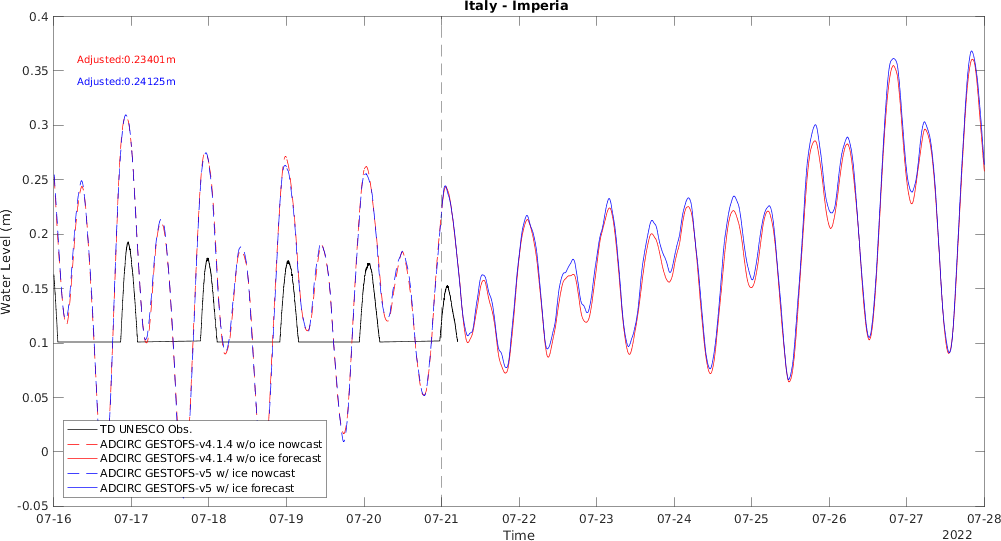 Italy - Imperia
0.4
0.35
0.3
0.25
0.2
0.15
0.1
0.05
0
-0.05
Water Level (m)
Adjusted:0.23401m
Adjusted:0.24125m
TD UNESCO Obs.
ADCIRC GESTOFS-v4.1.4 w/o ice nowcast
ADCIRC GESTOFS-v4.1.4 w/o ice forecast
ADCIRC GESTOFS-v5 w/ ice nowcast
ADCIRC GESTOFS-v5 w/ ice forecast
07-16 07-17 07-18 07-19 07-20 07-21 07-22 07-23 07-24 07-25 07-26 07-27 07-28
Time
2022